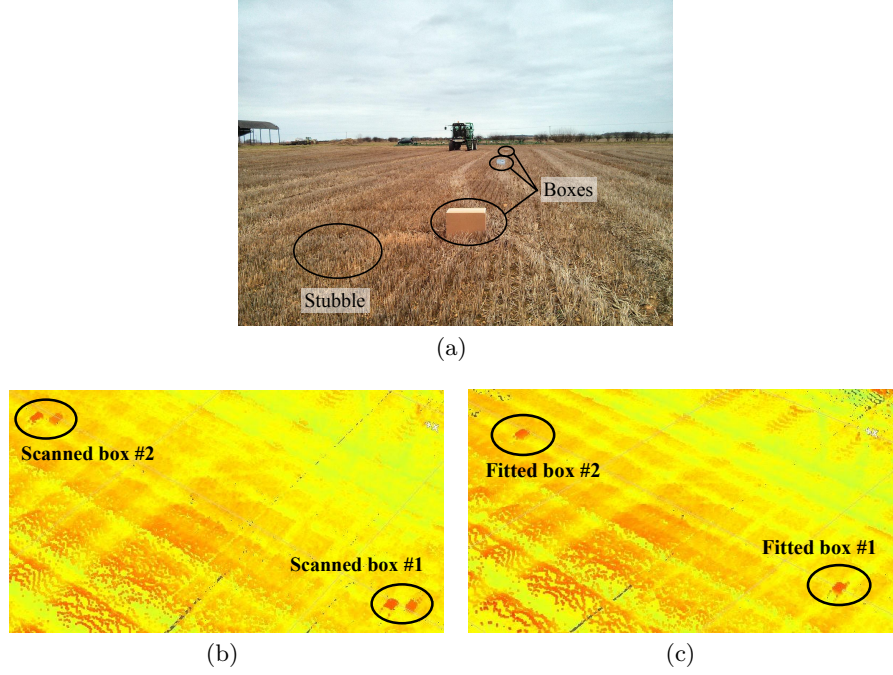 Boxes
Stubble
(a)
Scanned box #2
Scanned box #1
(b)
Fitted box #2
Fitted box #1
(c)